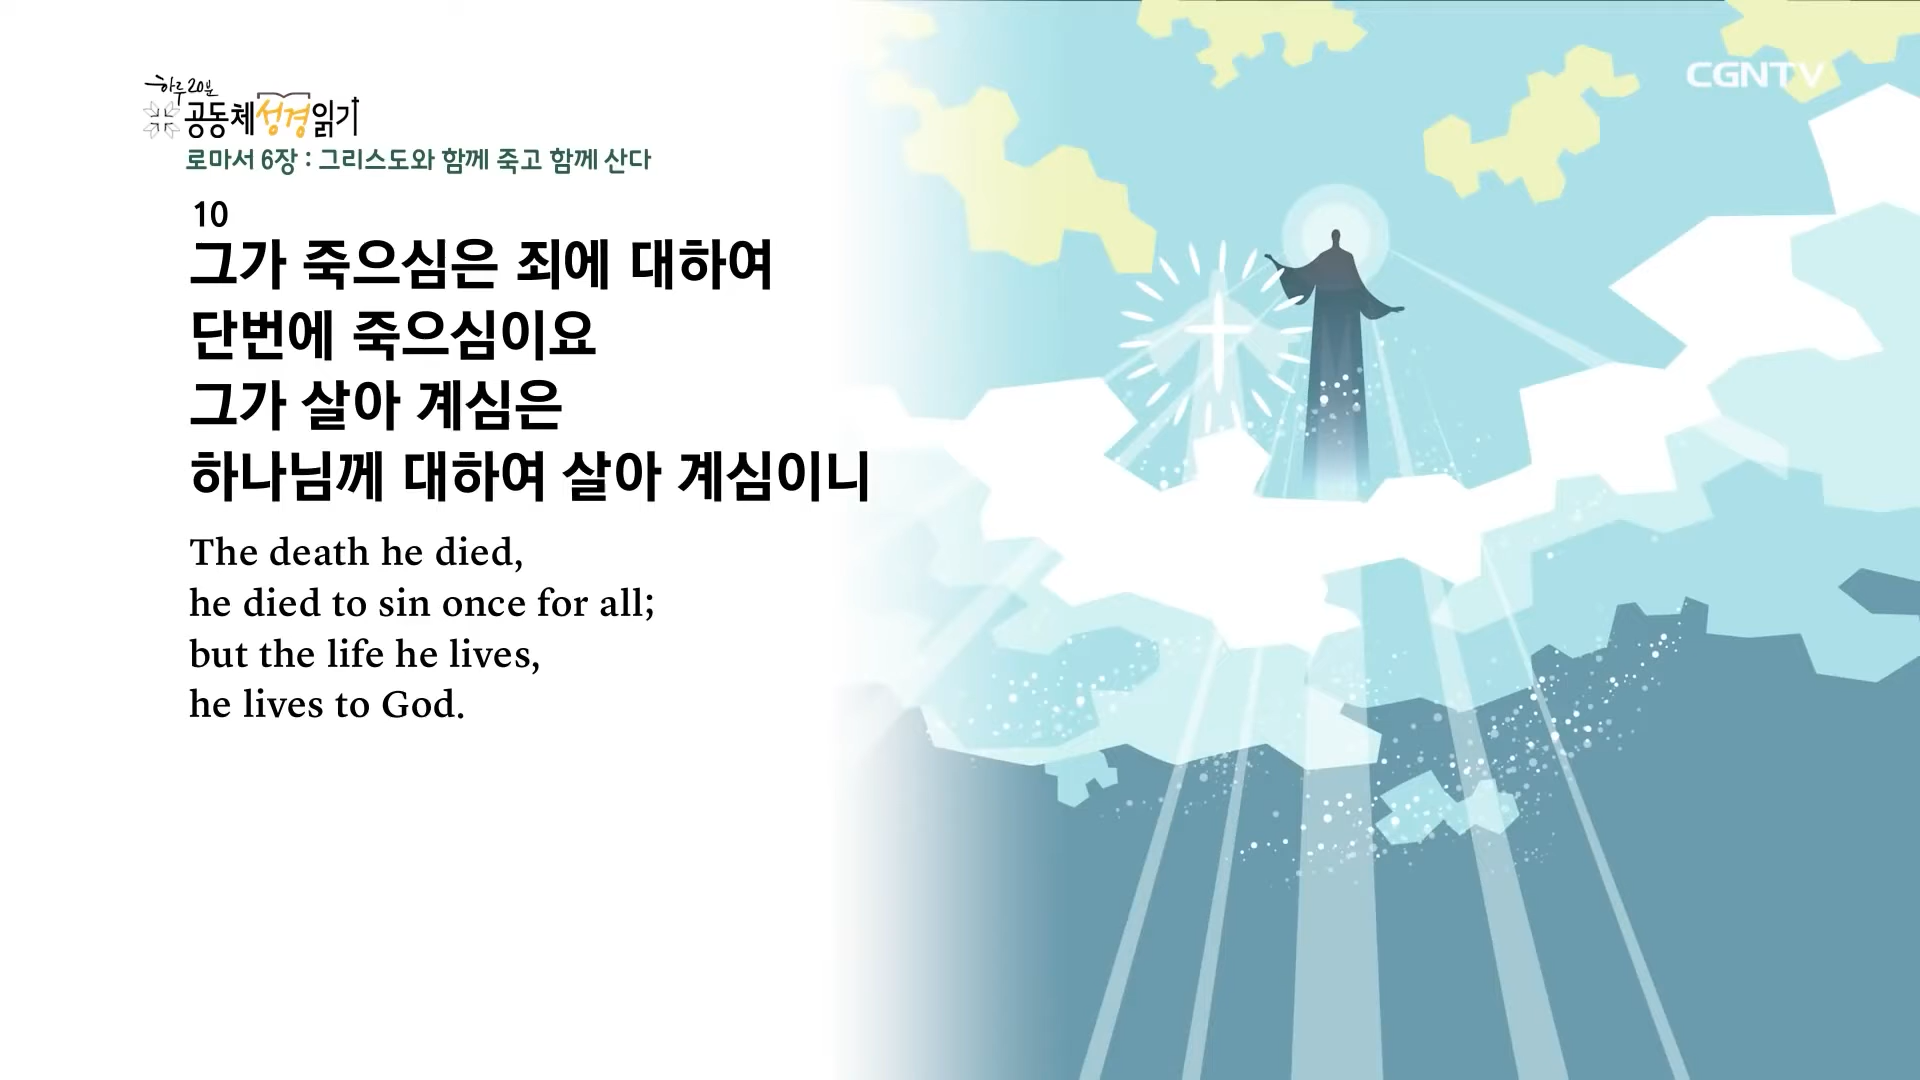 하루 20분
공동체성경읽기
CGNTV
로마서 6장 : 그리스도와 함께 죽고 함께 산다
10
그가 죽으심은 죄에 대하여
단번에 죽으심이요
그가 살아 계심은
하나님께 대하여 살아 계심이니
The death he died,
he died to sin once for all;
but the life he lives,
he lives to God.